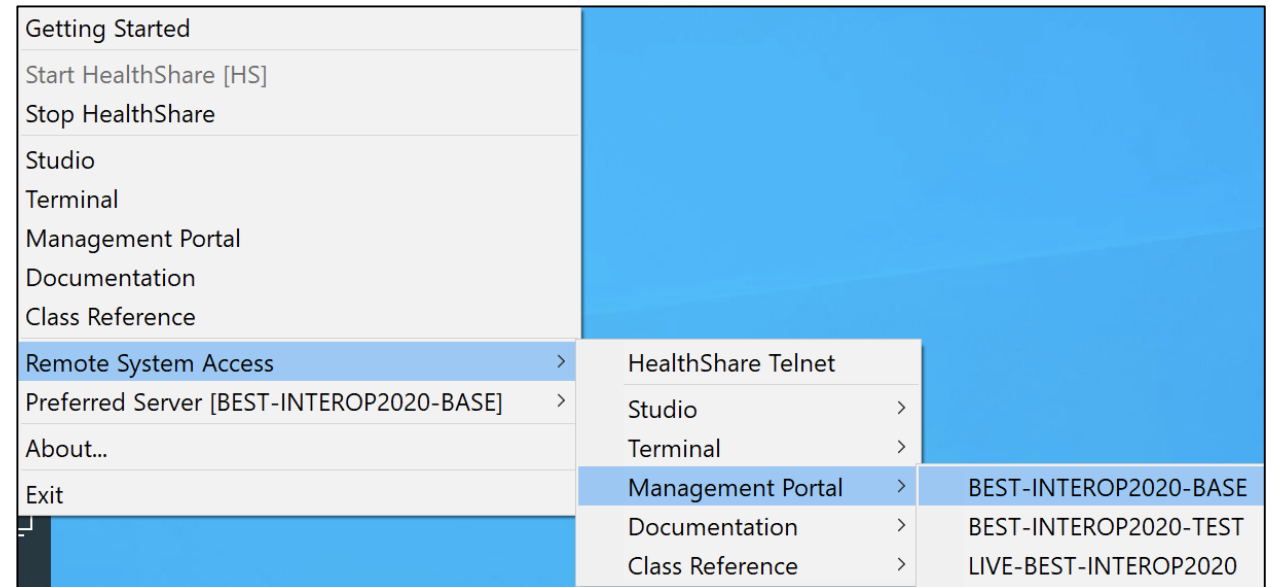 Getting Started
Start HealthShare [HS]
Stop HealthShare
Studio
Terminal
Management Portal
Documentation
Class Reference
Remote System Access
Preferred Server [BEST-INTEROP2020-BASE]
About...
Exit
HealthShare Telnet
Studio
Terminal
Management Portal
Documentation
Class Reference
BEST-INTEROP2020-BASE
BEST-INTEROP2020-TEST
LIVE-BEST-INTEROP2020